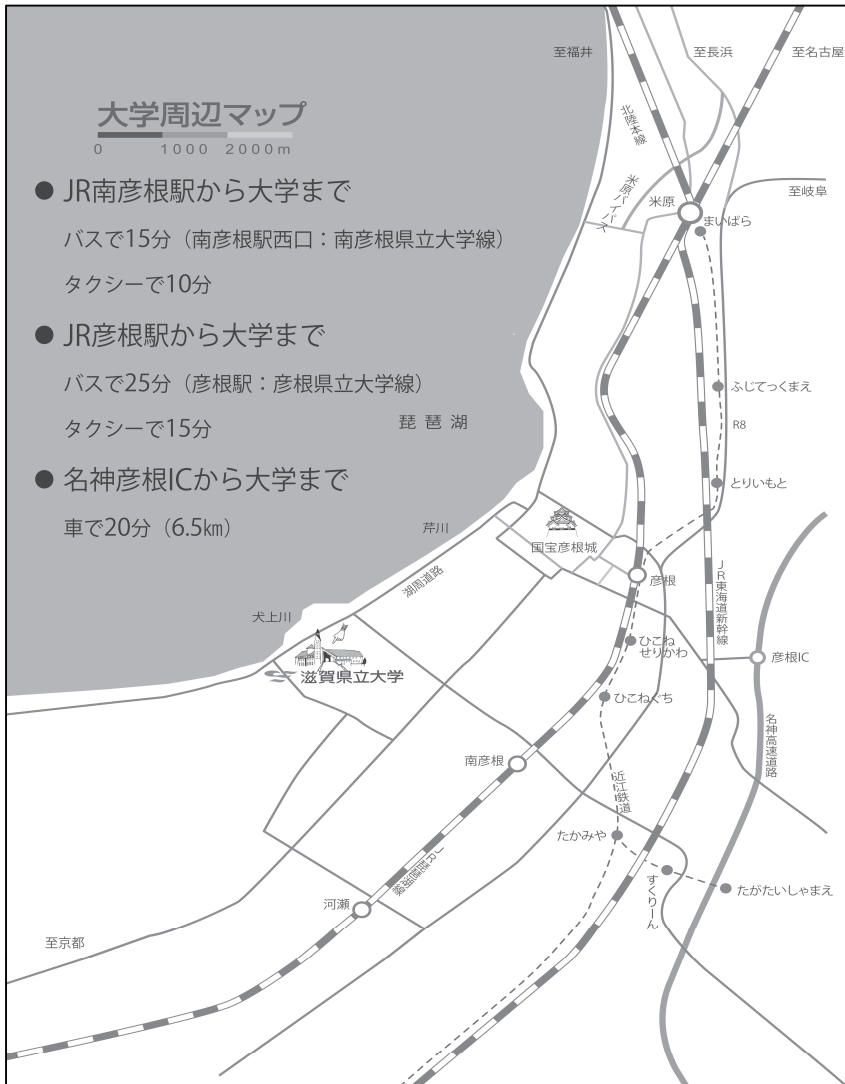 至福井
至長浜
至名古屋
大学周辺マップ
0 1000 2000m
北陸本線
● JR南彦根駅から大学まで
バスで15分（南彦根駅西口：南彦根県立大学線）
タクシーで10分
米原バイパス
米原
まいばら
至岐阜
● JR彦根駅から大学まで
バスで25分（彦根駅：彦根県立大学線）
タクシーで15分
琵琶湖
ふじてっくまえ
R8
● 名神彦根ICから大学まで
車で20分（6.5㎞）
とりいもと
芹川
国宝彦根城
湖周道路
彦根
JR東海道新幹線
犬上川
ひこね
せりかわ
彦根IC
滋賀県立大学
ひこねぐち
名神高速道路
南彦根
近江鉄道
たかみや
JR琵琶湖線
すくりーん
たがたいしゃまえ
河瀬
至京都